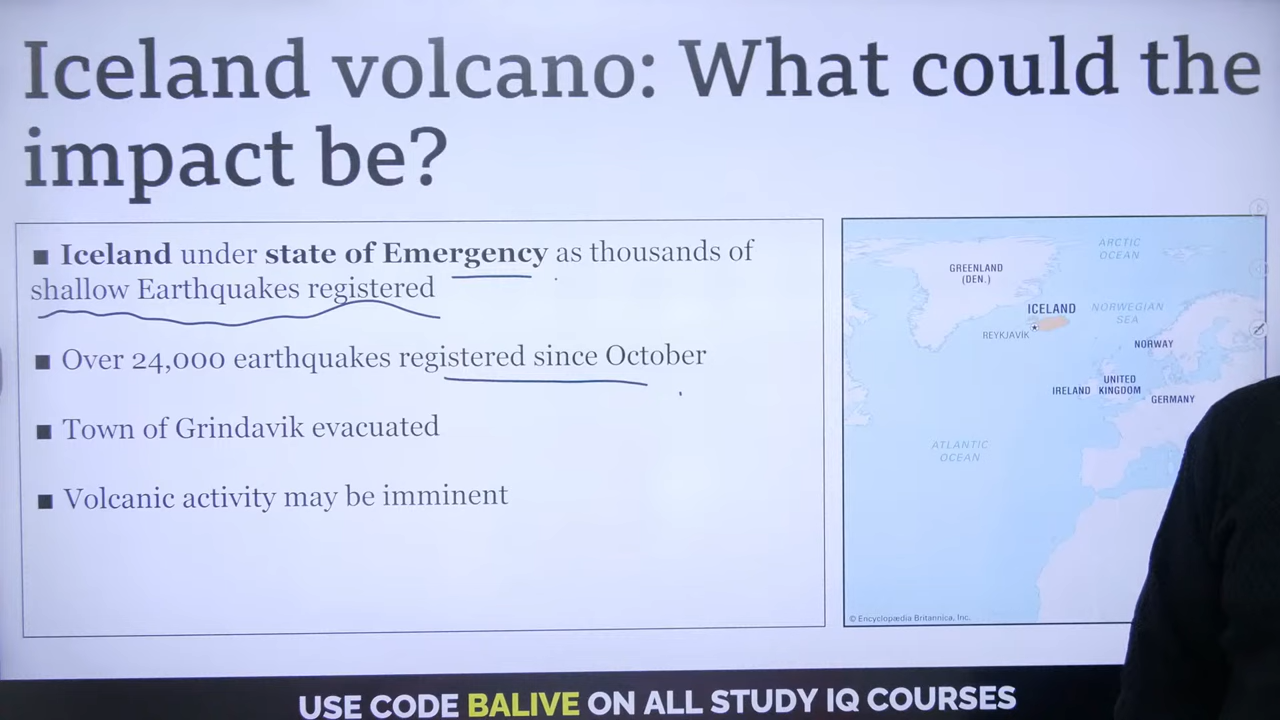 Iceland volcano: What could the
impact be?
■ Iceland under state of Emergency as thousands of
shallow Earthquakes registered
■ Over 24,000 earthquakes registered since October
■ Town of Grindavik evacuated
■ Volcanic activity may be imminent
ARCTIC
OCEAN
GREENLAND
(DEN.)
ICELAND
NORWEGIAN
SEA
REYKJAVÍK
NORWAY
UNITED
IRELAND KINGDOM
GERMANY
ATLANTIC
OCEAN
© Encyclopædia Britannica, Inc.
USE CODE BALIVE ON ALL STUDY IQ COURSES